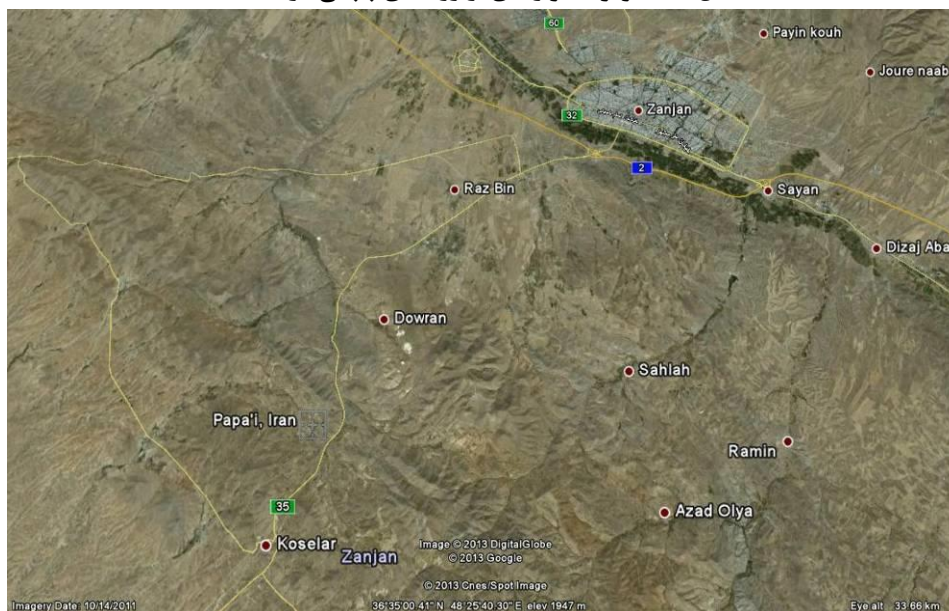 60
Payin kouh
Joure naab
32
Zanjan
2
Raz Bin
Sayan
Dizaj Aba
Dowran
Sahlah
Papa'i, Iran
Ramin
35
Azad Olya
Koselar
Zanjan
Image © 2013 DigitalGlobe
© 2013 Google
© 2013 Cnes/Spot Image
Imagery Date: 10/14/2011 36°35'00.41" N 48°25'40.30" E elev 1947 m Eye alt 33.66 km